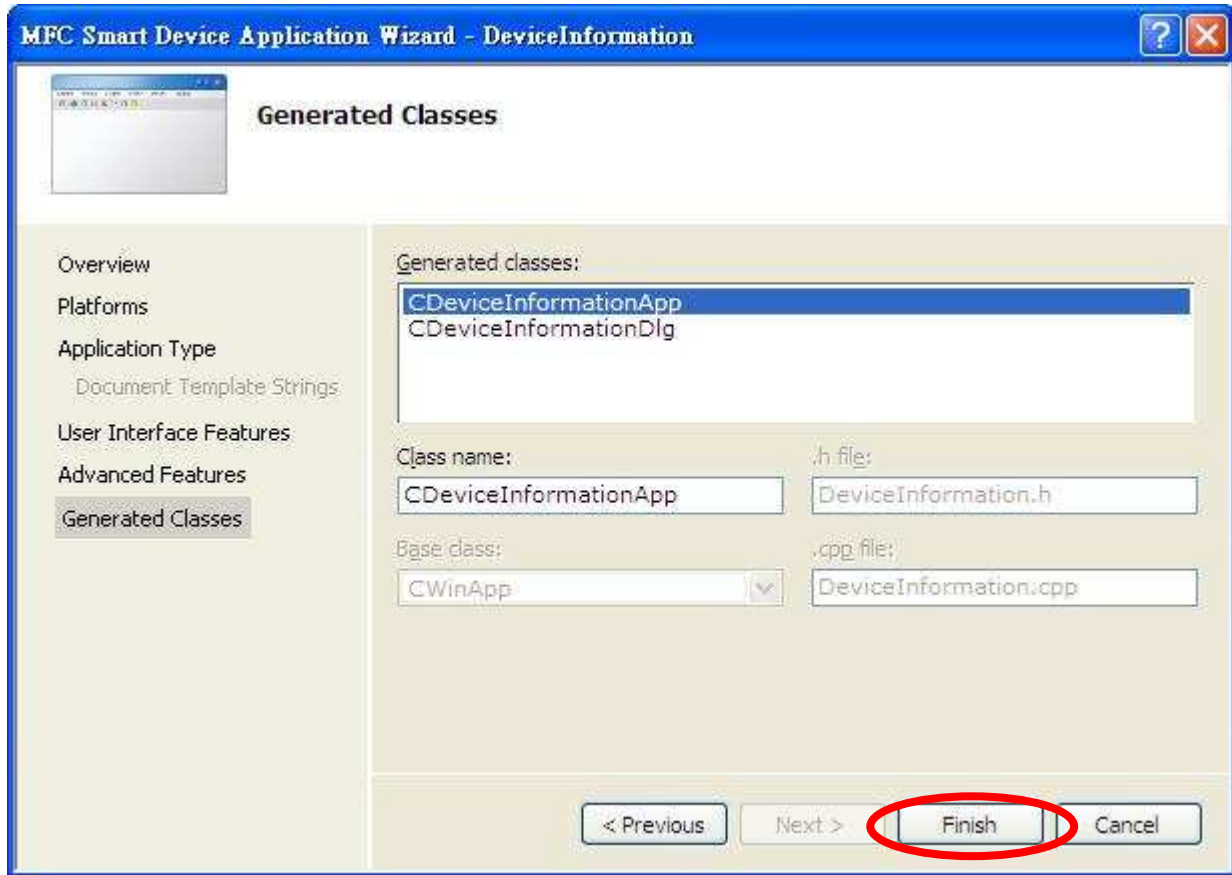 MFC Smart Device Application Wizard - DeviceInformation
Generated Classes
Overview
Platforms
Application Type
Document Template Strings
User Interface Features
Advanced Features
Generated Classes
Generated classes:
CDeviceInformationApp
CDeviceInformationDlg
Class name:
.h file:
CDeviceInformationApp
DeviceInformation.h
Base class:
.cpp file:
CWinApp
DeviceInformation.cpp
< Previous
Next >
Finish
Cancel